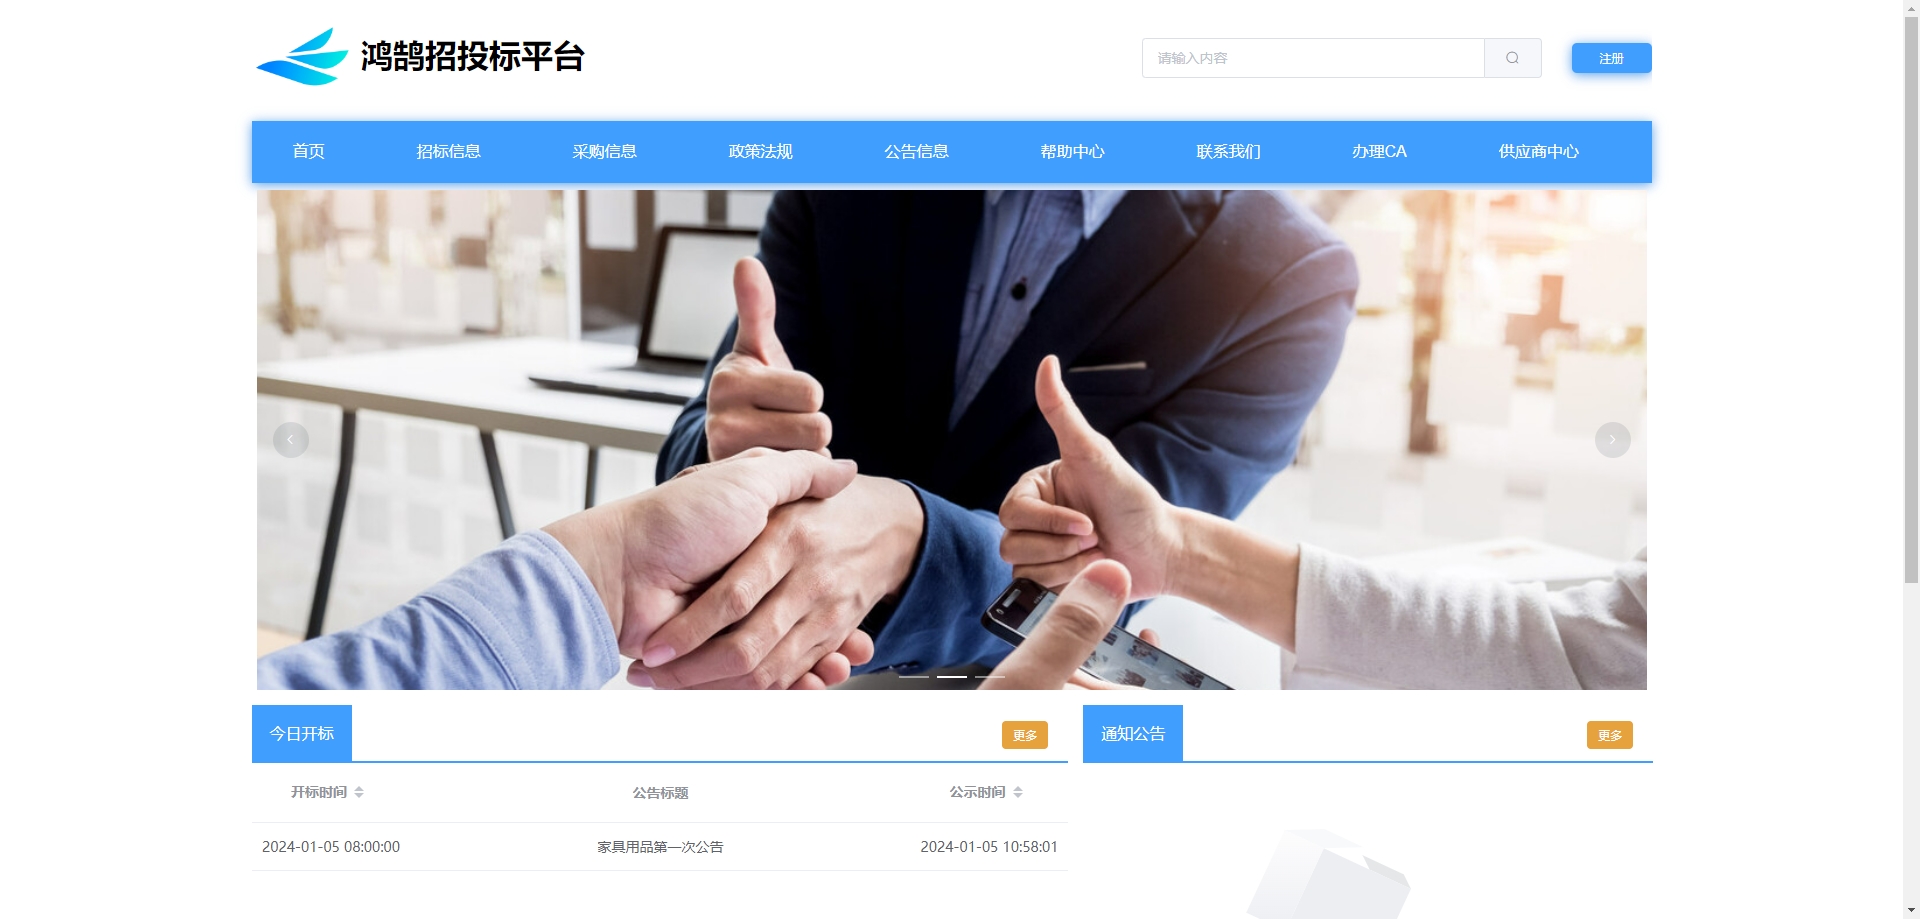 鸿鹄招投标平台
请输入内容
注册
首页 招标信息 采购信息 政策法规 公告信息 帮助中心 联系我们 办理CA 供应商中心
今日开标 更多
通知公告 更多
开标时间 公告标题 公示时间
2024-01-05 08:00:00 家具用品第一次公告 2024-01-05 10:58:01